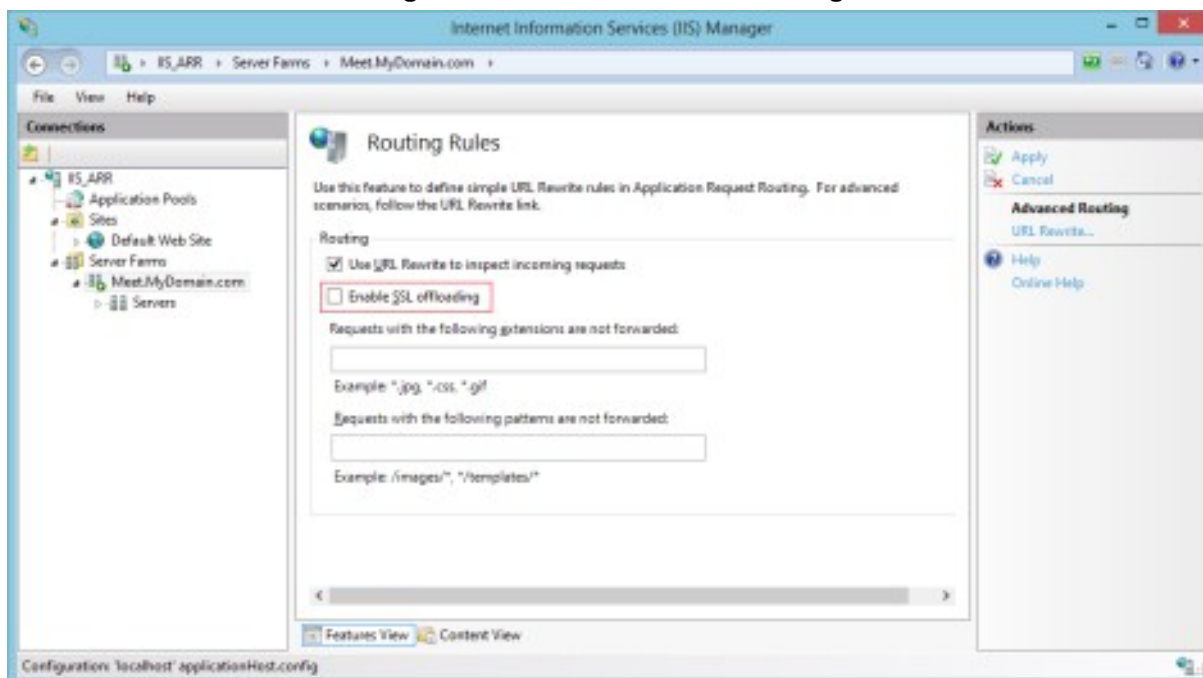 Internet Information Services (IIS) Manager
IIS_ARR
Server Farms
Meet.MyDomain.com
File View Help
Connections
IIS_ARR
Application Pools
Sites
Default Web Site
Server Farms
Meet.MyDomain.com
Servers
Routing Rules
Use this feature to define simple URL Rewrite rules in Application Request Routing. For advanced
scenarios, follow the URL Rewrite link.
Routing
Use URL Rewrite to inspect incoming requests
Enable SSL offloading
Requests with the following extensions are not forwarded:
Example: *.jpg, *.css, *.gif
Requests with the following patterns are not forwarded:
Example: /images/*, */templates/*
Features View Content View
Actions
Apply
Cancel
Advanced Routing
URL Rewrite...
Help
Online Help
Configuration: 'localhost' applicationHost.config